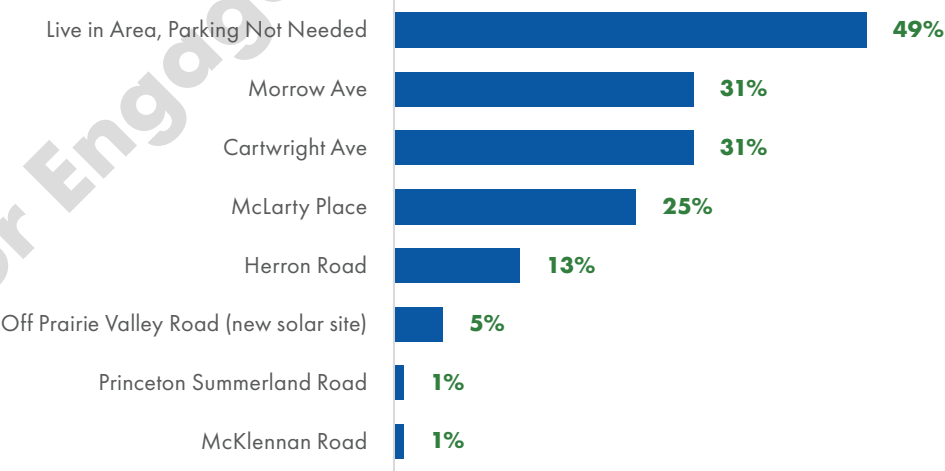 Live in Area, Parking Not Needed 49%
Morrow Ave 31%
Cartwright Ave 31%
McLarty Place 25%
Herron Road 13%
Off Prairie Valley Road (new solar site) 5%
Princeton Summerland Road 1%
McKlennan Road 1%